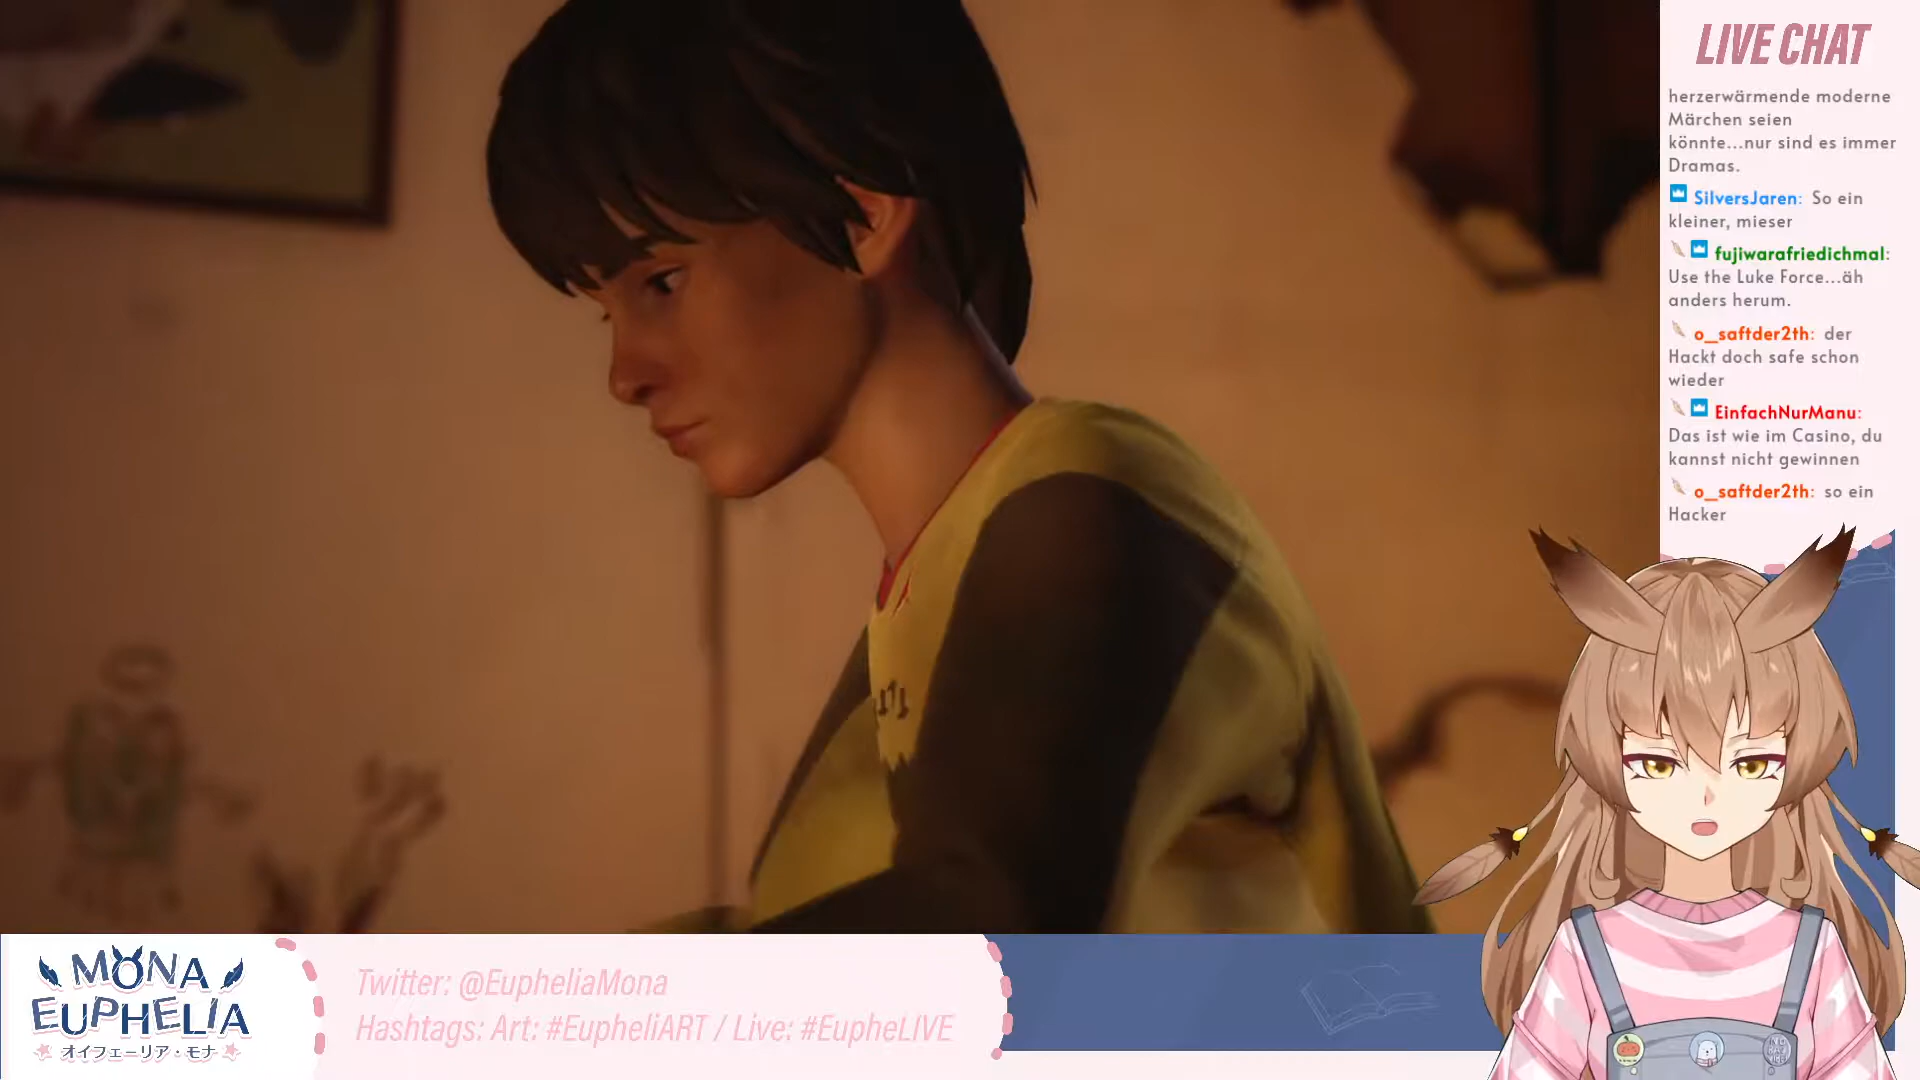 LIVE CHAT
herzerwärmende moderne
Märchen seien
könnte...nur sind es immer
Dramas.
SilversJaren: So ein
kleiner, mieser
fujiwarafriedichmal:
Use the Luke Force...äh
anders herum.
o_saftder2th: der
Hackt doch safe schon
wieder
EinfachNurManu:
Das ist wie im Casino, du
kannst nicht gewinnen
o_saftder2th: so ein
Hacker
MONA
EUPHELIA
オイフェーリア・モナ
Twitter: @EupheliaMona
Hashtags: Art: #EupheliART / Live: #EupheLIVE